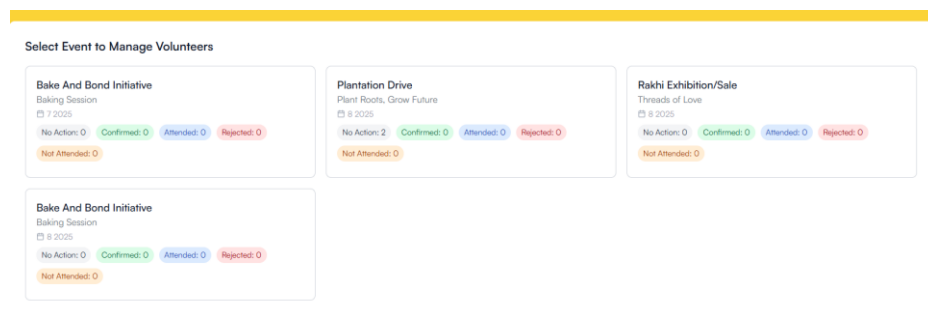 Select Event to Manage Volunteers
Bake And Bond Initiative
Baking Session
7 2025
No Action: 0 Confirmed: 0 Attended: 0 Rejected: 0
Not Attended: 0
Plantation Drive
Plant Roots, Grow Future
8 2025
No Action: 2 Confirmed: 0 Attended: 0 Rejected: 0
Not Attended: 0
Rakhi Exhibition/Sale
Threads of Love
8 2025
No Action: 0 Confirmed: 0 Attended: 0 Rejected: 0
Not Attended: 0
Bake And Bond Initiative
Baking Session
8 2025
No Action: 0 Confirmed: 0 Attended: 0 Rejected: 0
Not Attended: 0